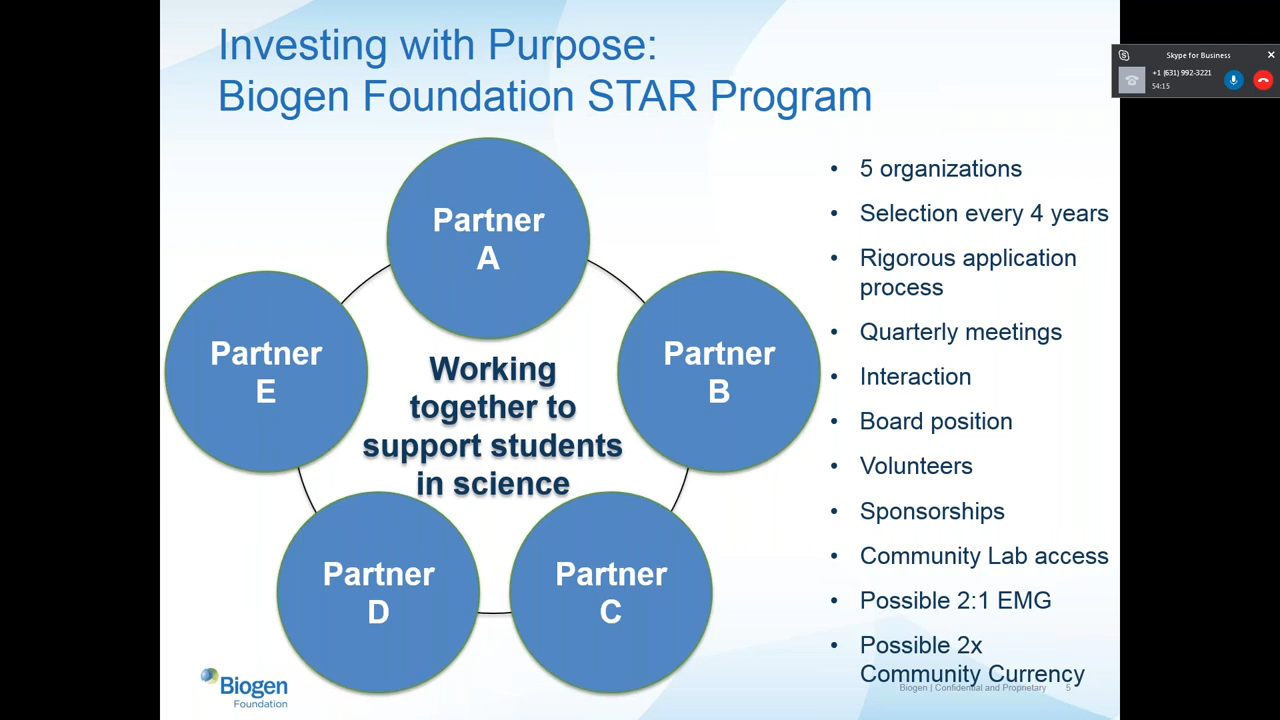 Investing with Purpose:
Biogen Foundation STAR Program
Skype for Business
+1 (631) 992-3221
54:15
Partner
A
Partner
B
Partner
C
Partner
D
Partner
E
Working
together to
support students
in science
• 5 organizations
• Selection every 4 years
• Rigorous application
process
• Quarterly meetings
• Interaction
• Board position
• Volunteers
• Sponsorships
• Community Lab access
• Possible 2:1 EMG
• Possible 2x
Community Currency
Biogen
Foundation
Biogen | Confidential and Proprietary 5